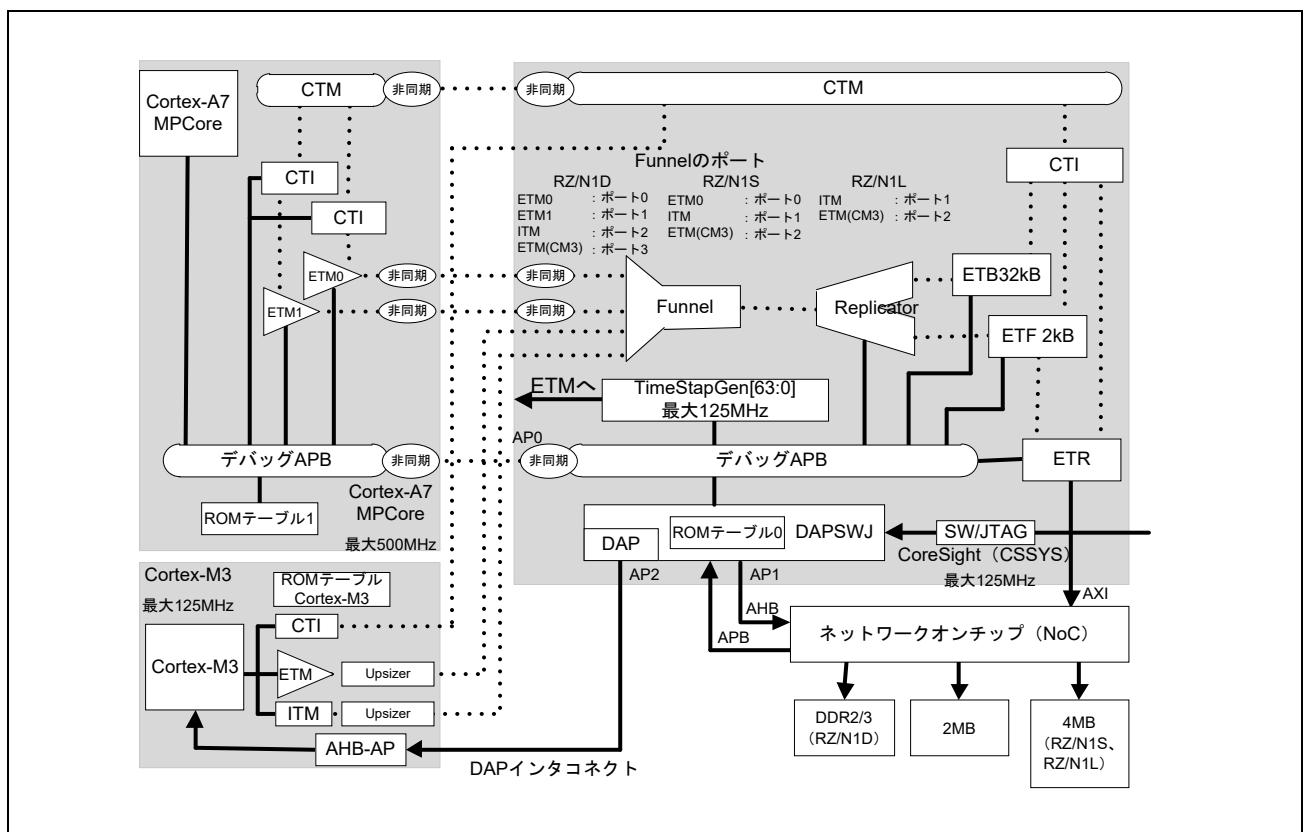 Cortex-A7
MPCore
CTM
非同期
非同期
CTM
CTI
CTI
ETM0
ETM1
非同期
非同期
非同期
非同期
Funnelのポート
RZ/N1D
ETM0 : ポート0
ETM1 : ポート1
ITM : ポート2
ETM(CM3) : ポート3
RZ/N1S
ETM0 : ポート0
ITM : ポート1
ETM(CM3) : ポート2
RZ/N1L
ITM : ポート1
ETM(CM3) : ポート2
CTI
Funnel
Replicator
ETB32kB
ETF 2kB
ETMへ
TimeStapGen[63:0]
最大125MHz
AP0
デバッグAPB
非同期
非同期
デバッグAPB
ETR
ROMテーブル1
Cortex-A7
MPCore
最大500MHz
ROMテーブル0
DAPSWJ
DAP
SW/JTAG
CoreSight（CSSYS）
最大125MHz
AP2
AP1
AXI
AHB
APB
ネットワークオンチップ（NoC）
Cortex-M3
最大125MHz
ROMテーブル
Cortex-M3
CTI
Cortex-M3
ETM
Upsizer
ITM
Upsizer
AHB-AP
DAPインタコネクト
DDR2/3
（RZ/N1D）
2MB
4MB
（RZ/N1S、
RZ/N1L）